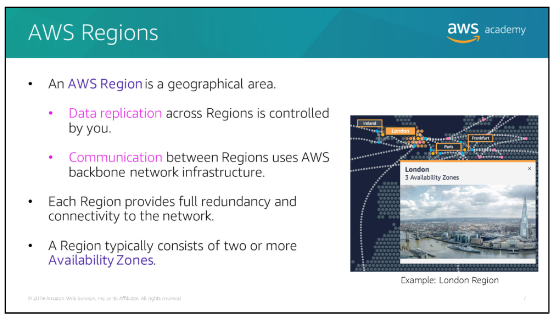 AWS Regions
aws academy
• An AWS Region is a geographical area.
• Data replication across Regions is controlled
by you.
• Communication between Regions uses AWS
backbone network infrastructure.
• Each Region provides full redundancy and
connectivity to the network.
• A Region typically consists of two or more
Availability Zones.
Ireland
London
Frankfurt
Paris
London
3 Availability Zones
×
Example: London Region
Amazon Web Services, Inc. or its Affiliates. All rights reserved.